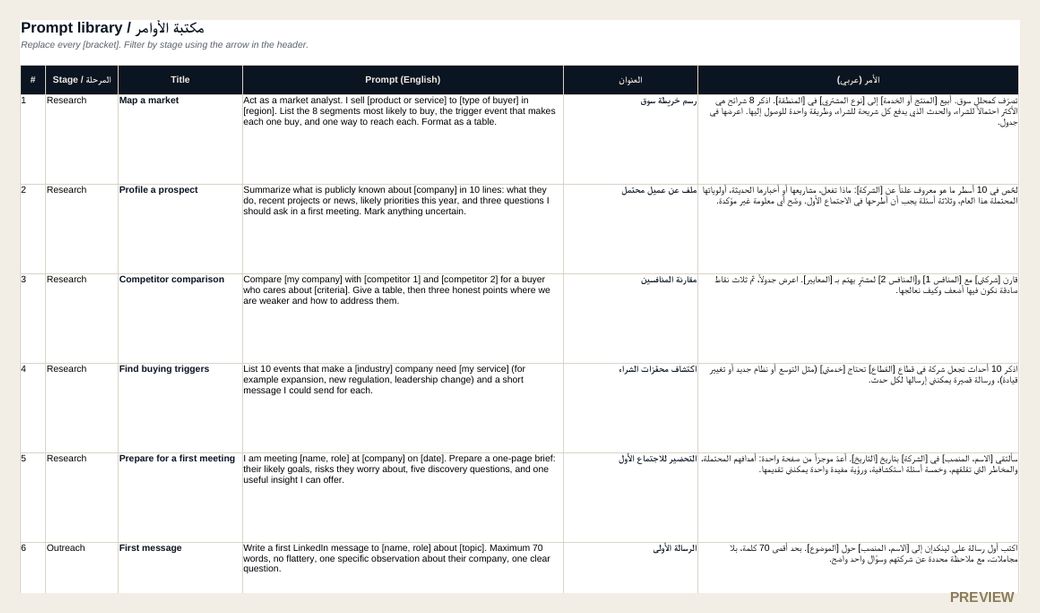 Prompt library / مكتبة الأوامر
Replace every [bracket]. Filter by stage using the arrow in the header.
# Stage / المرحلة Title Prompt (English) العنوان الأمر (عربي)
1 Research Map a market
Act as a market analyst. I sell [product or service] to [type of buyer] in
[region]. List the 8 segments most likely to buy, the trigger event that makes
each one buy, and one way to reach each. Format as a table.
رسم خريطة سوق
تصرّف كمحلل سوق. أبيع [المنتج أو الخدمة] إلى [نوع المشتري] في [المنطقة]. اذكر 8 شرائح هي
الأكثر احتمالاً للشراء، والحدث الذي يدفع كل شريحة للشراء، وطريقة واحدة للوصول إليها. اعرضها في
جدول.
2 Research Profile a prospect
Summarize what is publicly known about [company] in 10 lines: what they
do, recent projects or news, likely priorities this year, and three questions I
should ask in a first meeting. Mark anything uncertain.
ملف عن عميل محتمل
لخّص في 10 أسطر ما هو معروف علناً عن [الشركة]: ماذا تفعل، مشاريعها أو أخبارها الحديثة، أولوياتها
المحتملة هذا العام، وثلاثة أسئلة يجب أن أطرحها في الاجتماع الأول. وضّح أي معلومة غير مؤكدة.
3 Research Competitor comparison
Compare [my company] with [competitor 1] and [competitor 2] for a buyer
who cares about [criteria]. Give a table, then three honest points where we
are weaker and how to address them.
مقارنة المنافسين
قارن [شركتي] مع [المنافس 1] و[المنافس 2] لمشترٍ يهتم بـ [المعايير]. اعرض جدولاً، ثم ثلاث نقاط
صادقة نكون فيها أضعف وكيف نعالجها.
4 Research Find buying triggers
List 10 events that make a [industry] company need [my service] (for
example expansion, new regulation, leadership change) and a short
message I could send for each.
اكتشاف محفزات الشراء
اذكر 10 أحداث تجعل شركة في قطاع [القطاع] تحتاج [خدمتي] (مثل التوسع أو نظام جديد أو تغيير
قيادة)، ورسالة قصيرة يمكنني إرسالها لكل حدث.
5 Research Prepare for a first meeting
I am meeting [name, role] at [company] on [date]. Prepare a one-page brief:
their likely goals, risks they worry about, five discovery questions, and one
useful insight I can offer.
التحضير للاجتماع الأول
سألتقي [الاسم، المنصب] في [الشركة] بتاريخ [التاريخ]. أعدّ موجزاً من صفحة واحدة: أهدافهم المحتملة،
والمخاطر التي تقلقهم، وخمسة أسئلة استكشافية، ورؤية مفيدة واحدة يمكنني تقديمها.
6 Outreach First message
Write a first LinkedIn message to [name, role] about [topic]. Maximum 70
words, no flattery, one specific observation about their company, one clear
question.
الرسالة الأولى
اكتب أول رسالة على لينكدإن إلى [الاسم، المنصب] حول [الموضوع]. بحد أقصى 70 كلمة، بلا
مجاملات، مع ملاحظة محددة عن شركتهم وسؤال واحد واضح.
PREVIEW